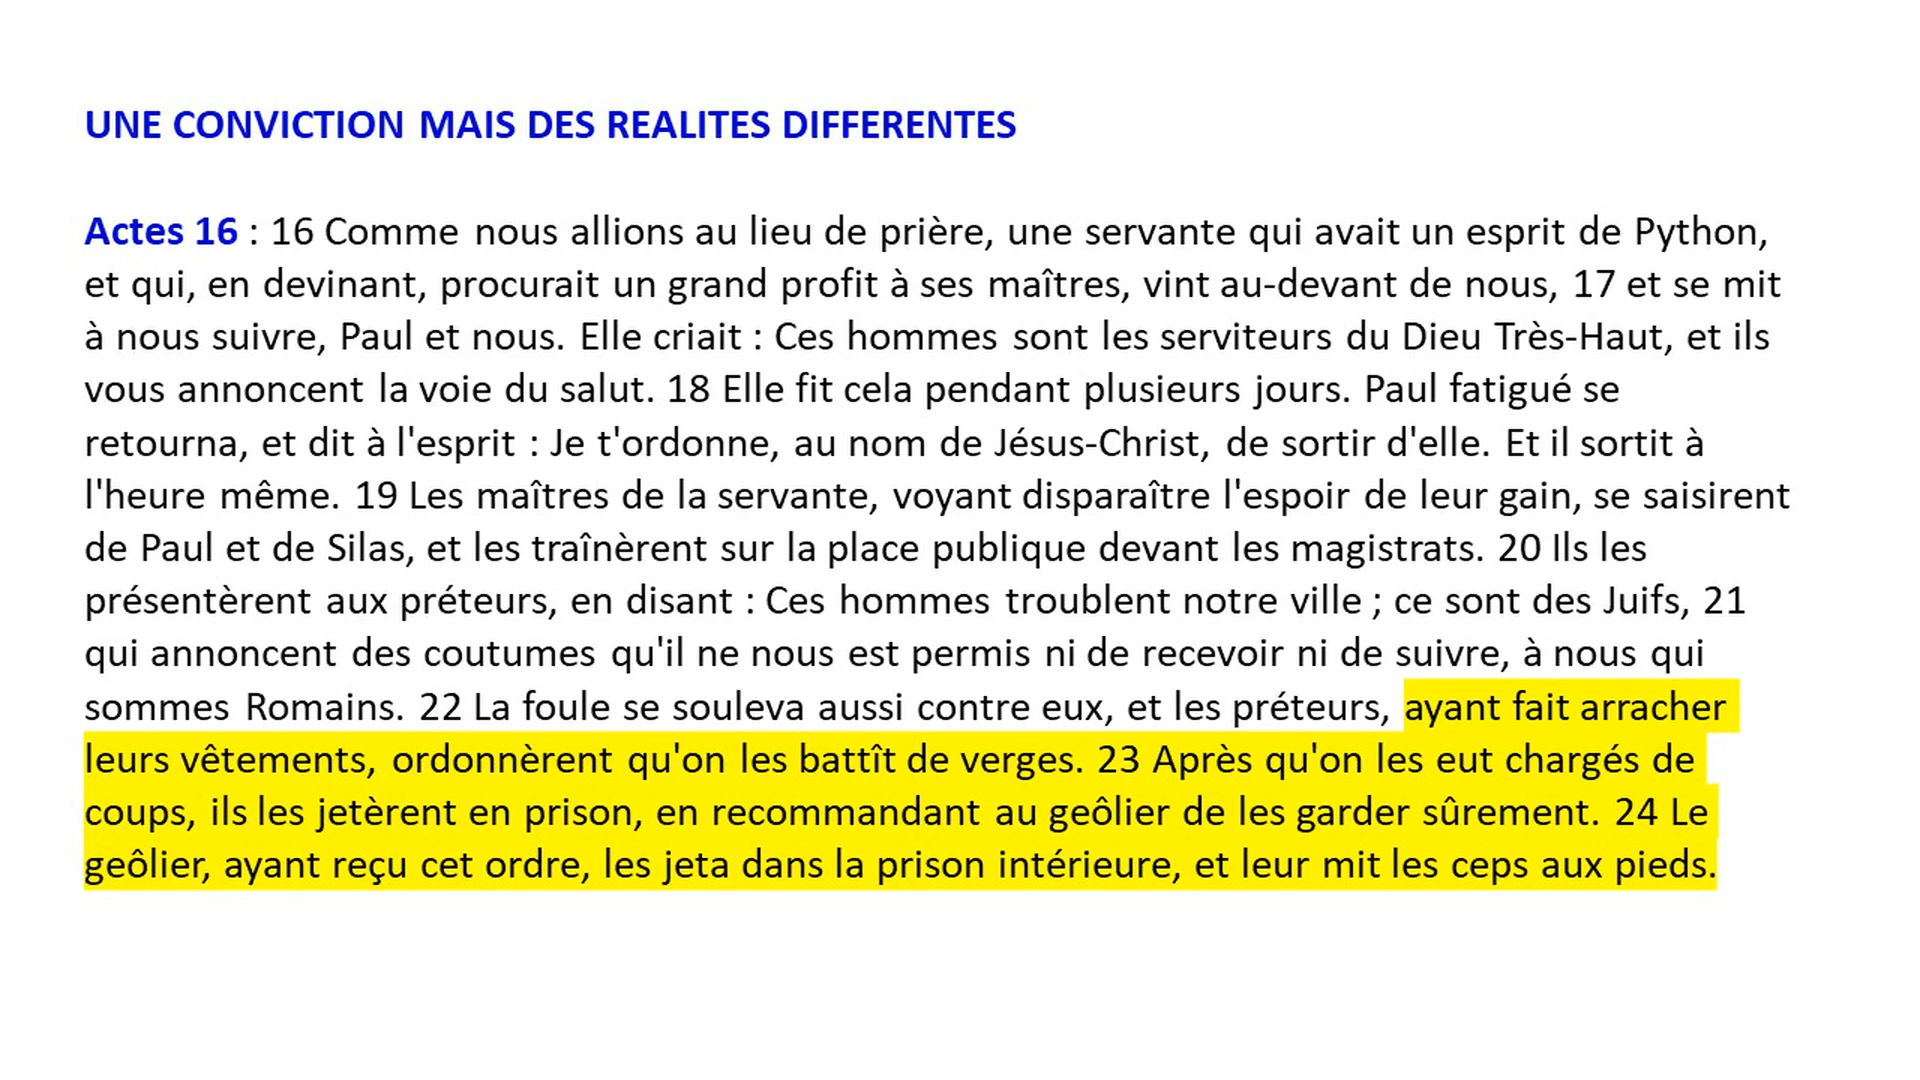 UNE CONVICTION MAIS DES REALITES DIFFERENTES
Actes 16 : 16 Comme nous allions au lieu de prière, une servante qui avait un esprit de Python,
et qui, en devinant, procurait un grand profit à ses maîtres, vint au-devant de nous, 17 et se mit
à nous suivre, Paul et nous. Elle criait : Ces hommes sont les serviteurs du Dieu Très-Haut, et ils
vous annoncent la voie du salut. 18 Elle fit cela pendant plusieurs jours. Paul fatigué se
retourna, et dit à l'esprit : Je t'ordonne, au nom de Jésus-Christ, de sortir d'elle. Et il sortit à
l'heure même. 19 Les maîtres de la servante, voyant disparaître l'espoir de leur gain, se saisirent
de Paul et de Silas, et les traînèrent sur la place publique devant les magistrats. 20 Ils les
présentèrent aux préteurs, en disant : Ces hommes troublent notre ville ; ce sont des Juifs, 21
qui annoncent des coutumes qu'il ne nous est permis ni de recevoir ni de suivre, à nous qui
sommes Romains. 22 La foule se souleva aussi contre eux, et les préteurs, ayant fait arracher
leurs vêtements, ordonnèrent qu'on les battît de verges. 23 Après qu'on les eut chargés de
coups, ils les jetèrent en prison, en recommandant au geôlier de les garder sûrement. 24 Le
geôlier, ayant reçu cet ordre, les jeta dans la prison intérieure, et leur mit les ceps aux pieds.